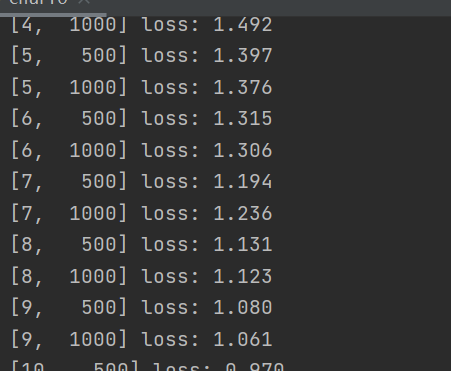 [4,  1000] loss: 1.492
[5,   500] loss: 1.397
[5,  1000] loss: 1.376
[6,   500] loss: 1.315
[6,  1000] loss: 1.306
[7,   500] loss: 1.194
[7,  1000] loss: 1.236
[8,   500] loss: 1.131
[8,  1000] loss: 1.123
[9,   500] loss: 1.080
[9,  1000] loss: 1.061
[10,   500] loss: 0.970